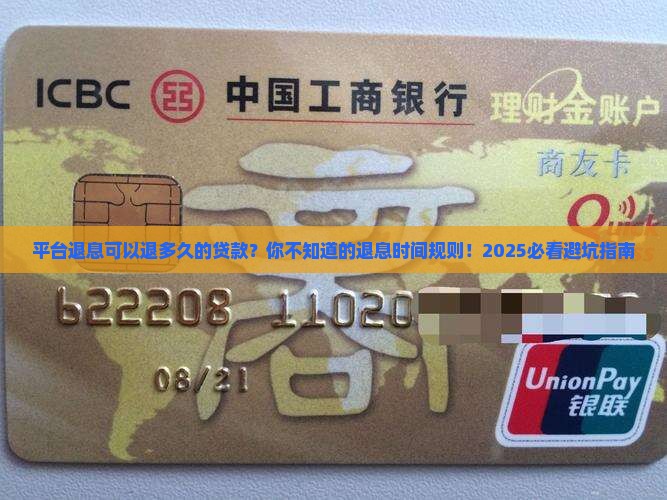 ICBC 中国工商银行 理财金账户
商友卡
Quick
平台退息可以退多久的贷款？你不知道的退息时间规则！2025必看避坑指南
622208 11020
08/21
商
UnionPay
银联